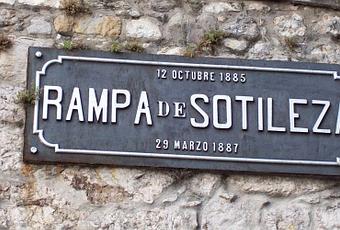 12 OCTUBRE 1885
RAMPA DE SOTILEZA
29 MARZO 1887